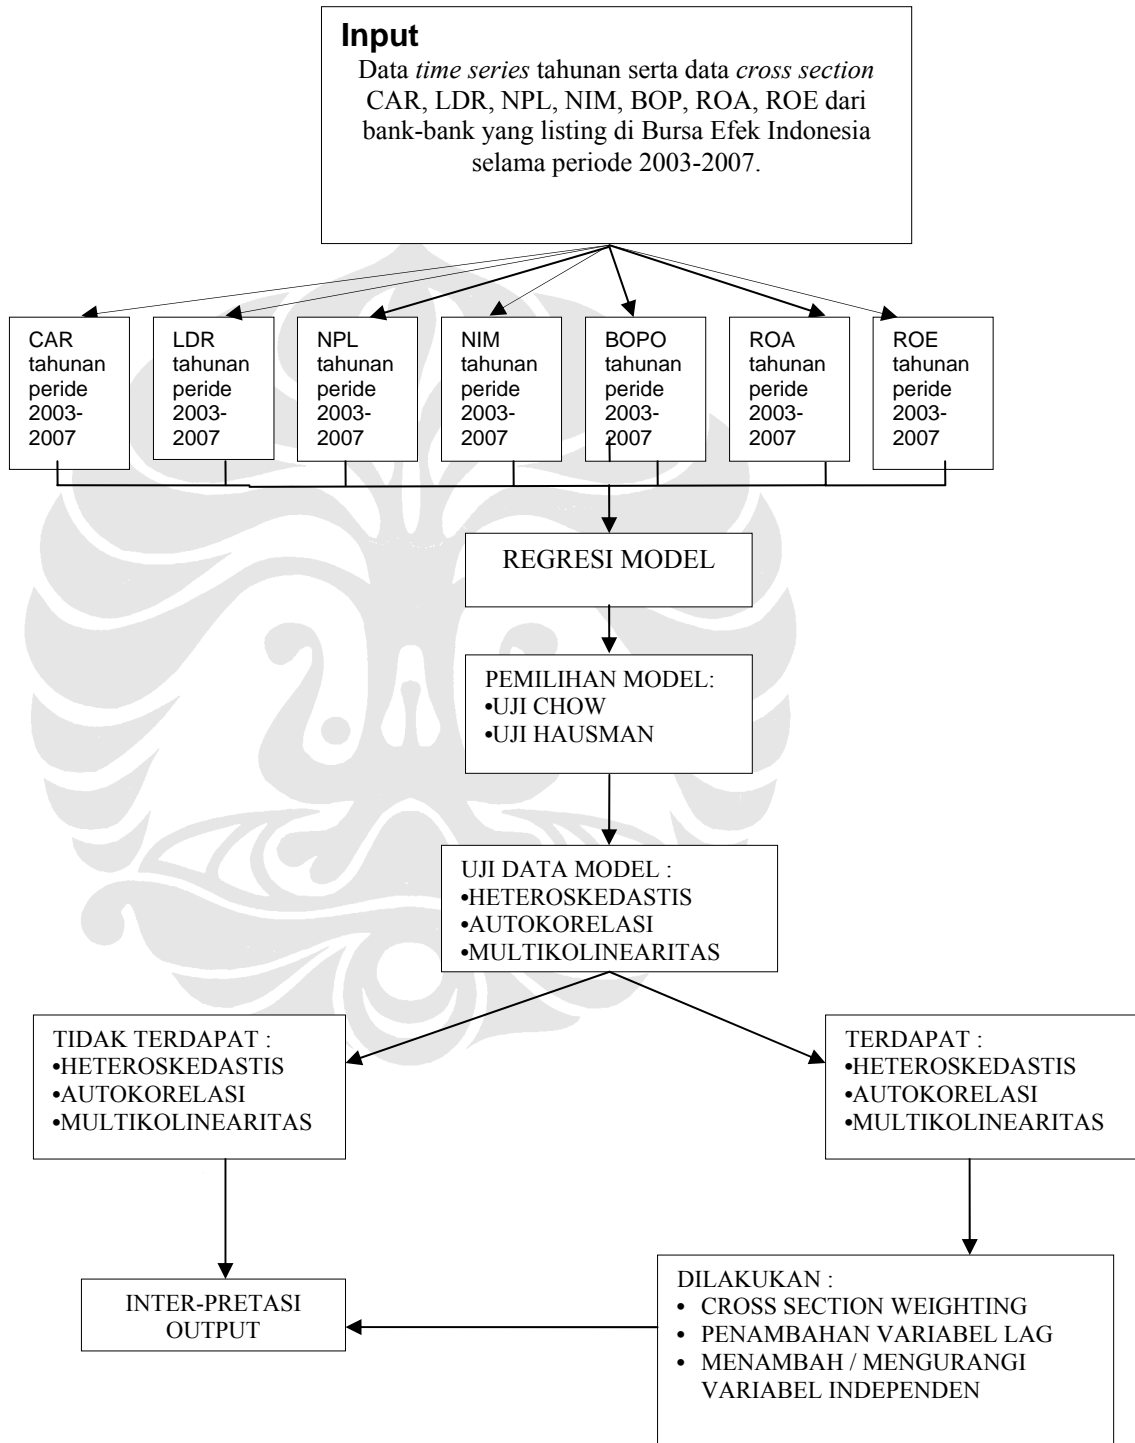 Input
Data time series tahunan serta data cross section
CAR, LDR, NPL, NIM, BOP, ROA, ROE dari
bank-bank yang listing di Bursa Efek Indonesia
selama periode 2003-2007.
CAR
tahunan
peride
2003-
2007
LDR
tahunan
peride
2003-
2007
NPL
tahunan
peride
2003-
2007
NIM
tahunan
peride
2003-
2007
BOPO
tahunan
peride
2003-
2007
ROA
tahunan
peride
2003-
2007
ROE
tahunan
peride
2003-
2007
REGRESI MODEL
PEMILIHAN MODEL:
•UJI CHOW
•UJI HAUSMAN
UJI DATA MODEL :
•HETEROSKEDASTIS
•AUTOKORELASI
•MULTIKOLINEARITAS
TIDAK TERDAPAT :
•HETEROSKEDASTIS
•AUTOKORELASI
•MULTIKOLINEARITAS
TERDAPAT :
•HETEROSKEDASTIS
•AUTOKORELASI
•MULTIKOLINEARITAS
INTER-PRETASI
OUTPUT
DILAKUKAN :
• CROSS SECTION WEIGHTING
• PENAMBAHAN VARIABEL LAG
• MENAMBAH / MENGURANGI
VARIABEL INDEPENDEN